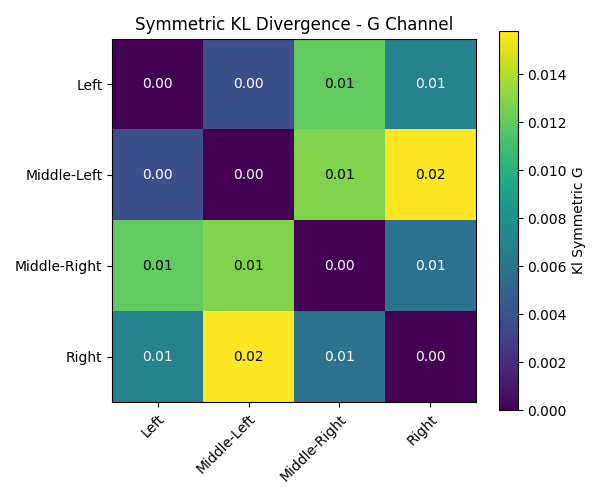 Symmetric KL Divergence - G Channel
Left 0.00 0.00 0.01 0.01
Middle-Left 0.00 0.00 0.01 0.02
Middle-Right 0.01 0.01 0.00 0.01
Right 0.01 0.02 0.01 0.00
Left Middle-Left Middle-Right Right
0.014
0.012
0.010
0.008
0.006
0.004
0.002
0.000
Kl Symmetric G